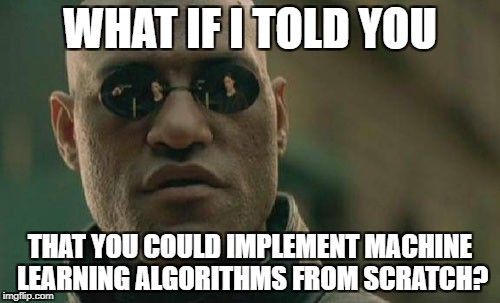 WHAT IF I TOLD YOU
THAT YOU COULD IMPLEMENT MACHINE
LEARNING ALGORITHMS FROM SCRATCH?
imgflip.com